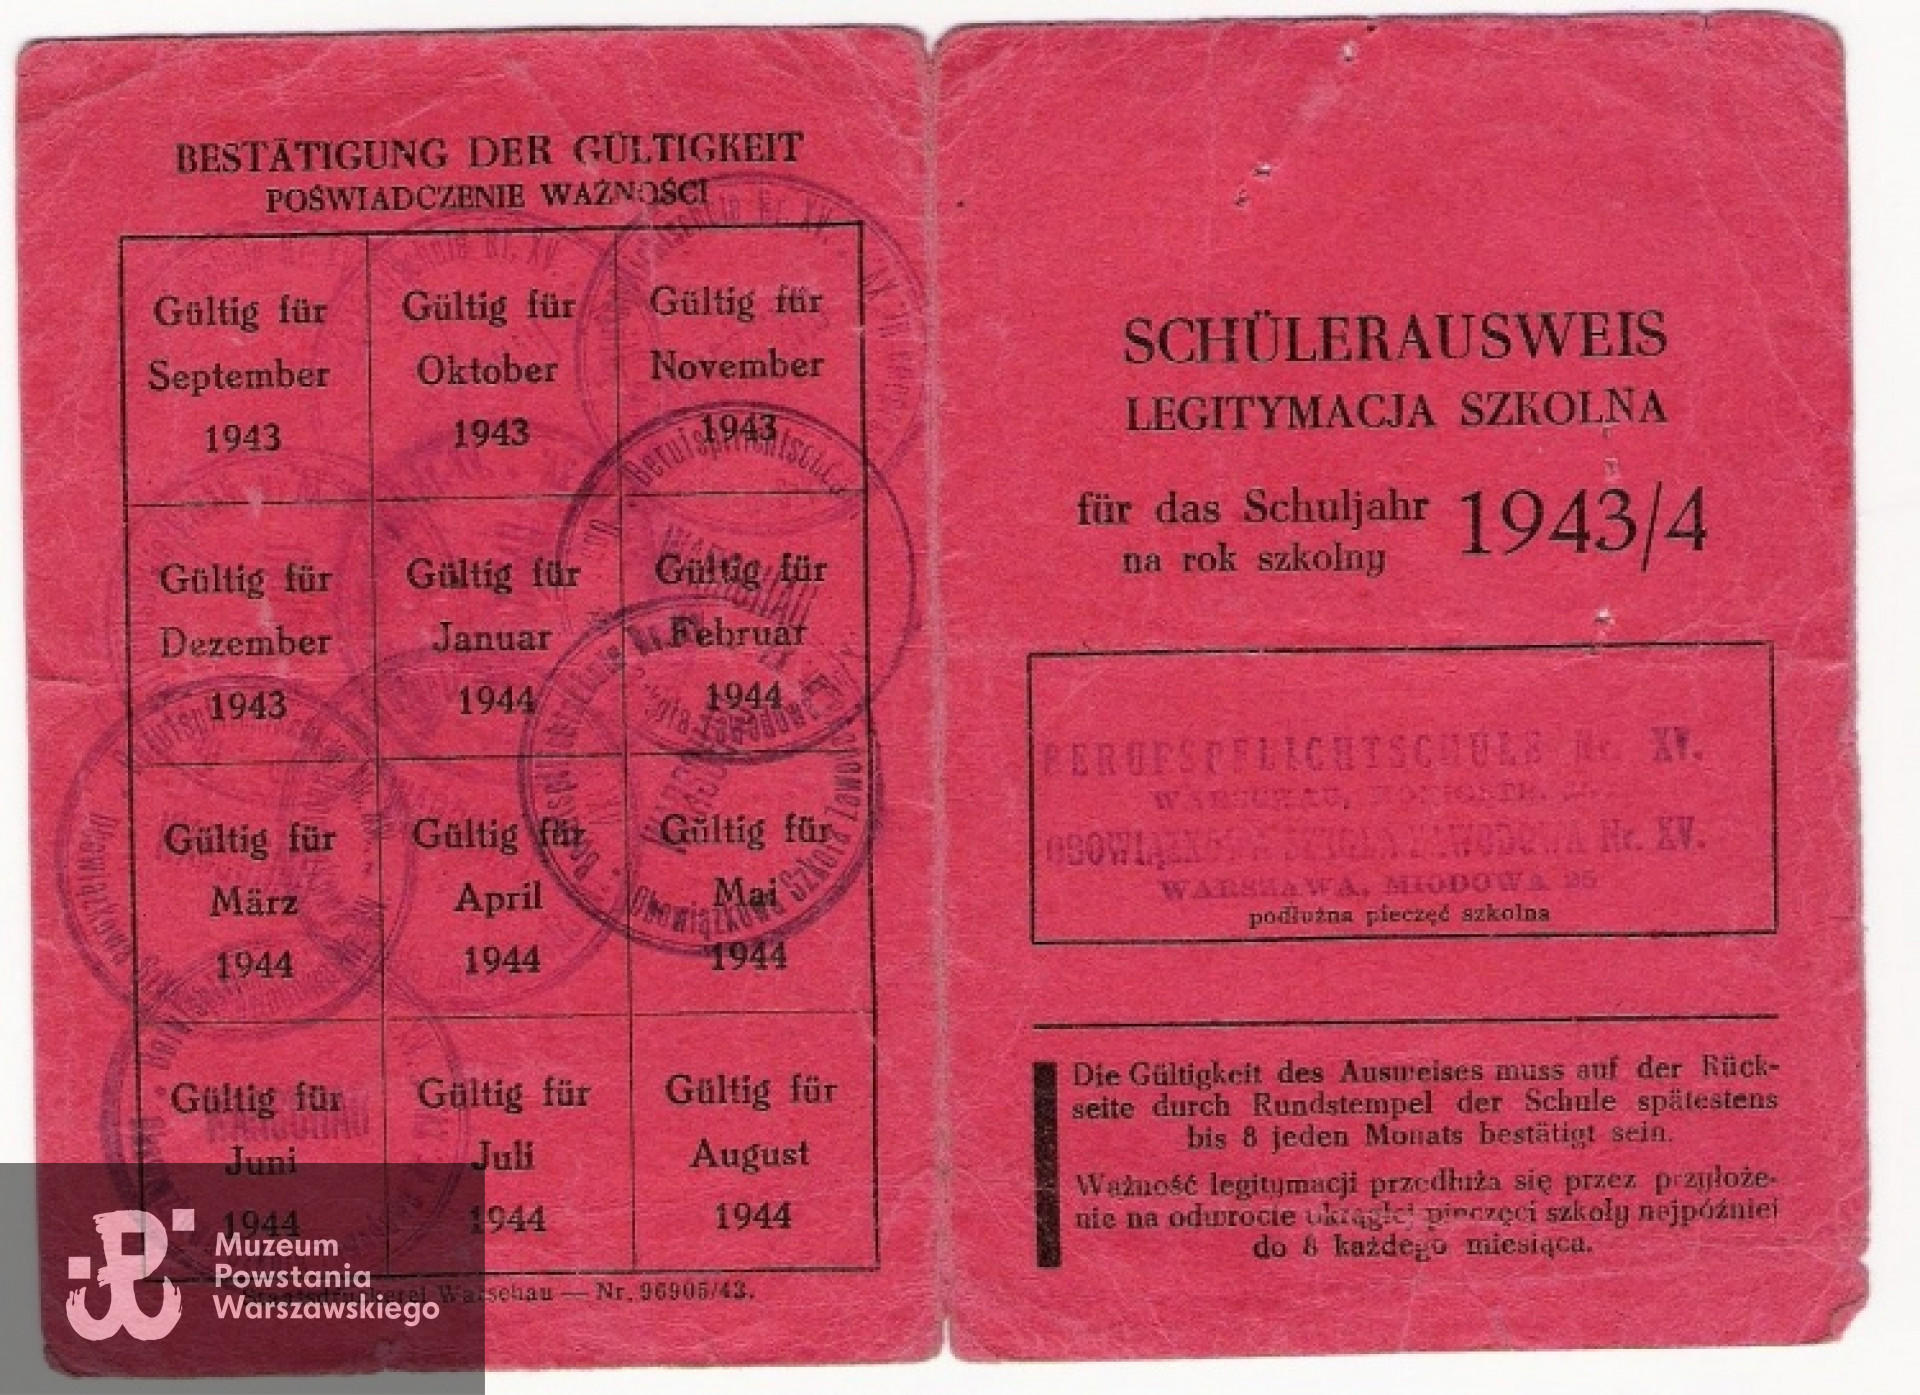 BESTÄTIGUNG DER GÜLTIGKEIT
POŚWIADCZENIE WAŻNOŚCI
Gültig für
September
1943
Gültig für
Oktober
1943
Gültig für
November
1943
Gültig für
Dezember
1943
Gültig für
Januar
1944
Gültig für
Februar
1944
Gültig für
März
1944
Gültig für
April
1944
Gültig für
Mai
1944
Gültig für
Juni
1944
Gültig für
Juli
1944
Gültig für
August
1944
Staatsdruckerei Warschau — Nr. 96905/43.
Muzeum
Powstania
Warszawskiego
SCHÜLERAUSWEIS
LEGITYMACJA SZKOLNA
für das Schuljahr 1943/4
na rok szkolny
BERUFSPFLICHTSCHULE Nr. XV.
WARSCHAU,
OBOWIĄZKOWA SZKOŁA ZAWODOWA Nr. XV.
WARSZAWA, MIODOWA 25
podłużna pieczęć szkolna
Die Gültigkeit des Ausweises muss auf der Rück-
seite durch Rundstempel der Schule spätestens
bis 8 jeden Monats bestätigt sein.
Ważność legitymacji przedłuża się przez przyłoże-
nie na odwrocie okrągłej pieczęci szkoły najpóźniej
do 8 każdego miesiąca.